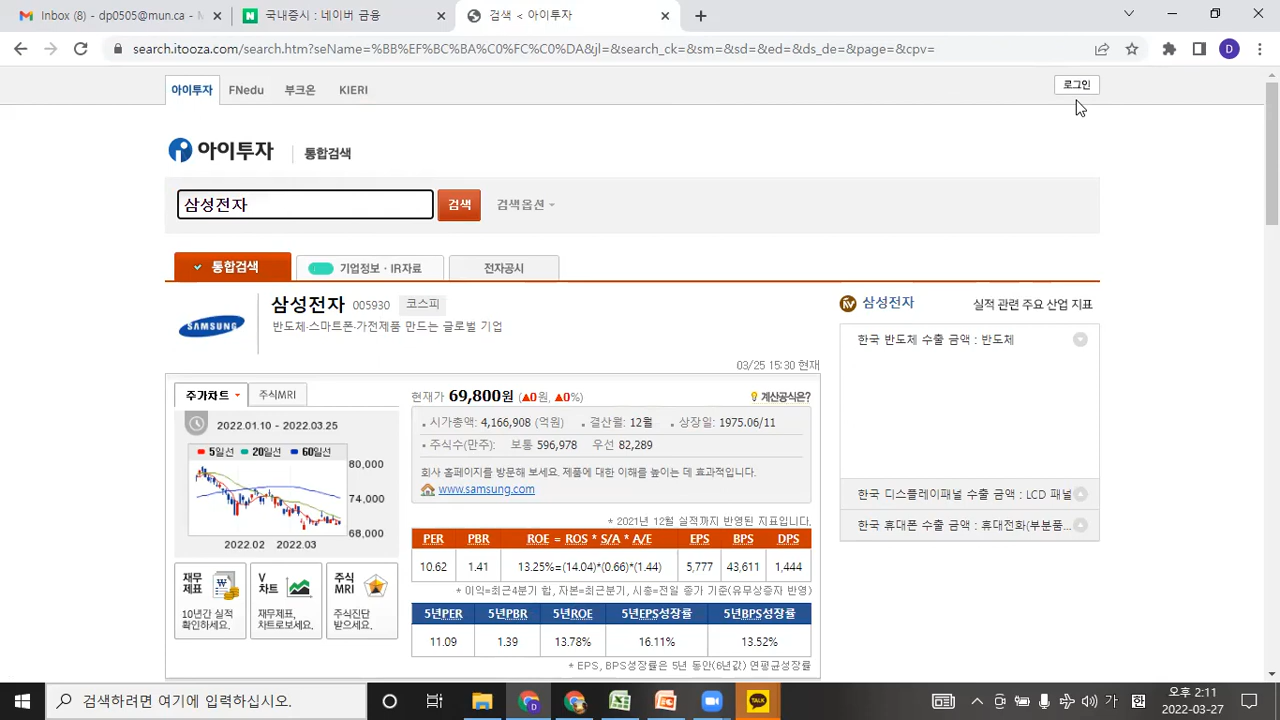 Inbox (8) - dp0505@mun.ca -
국내증시 : 네이버 금융
검색 < 아이투자
search.itooza.com/search.htm?seName=%BB%EF%BC%BA%C0%FC%C0%DA&jl=&search_ck=&sm=&sd=&ed=&ds_de=&page=&cpv=
D
아이투자 FNedu 부크온 KIERI
로그인
아이투자 통합검색
삼성전자 검색 검색옵션
통합검색 기업정보 · IR자료 전자공시
삼성전자 005930 코스피
SAMSUNG
반도체·스마트폰·가전제품 만드는 글로벌 기업
삼성전자 실적 관련 주요 산업 지표
한국 반도체 수출 금액 : 반도체
03/25 15:30 현재
주가차트 주식MRI
현재가 69,800원 (▲0원, ▲0%) 계산공식은?
2022.01.10 - 2022.03.25
시가총액: 4,166,908 (억원) 결산월: 12월 상장일: 1975.06/11
주식수(만주): 보통 596,978 우선 82,289
5일선 20일선 60일선
80,000
74,000
68,000
2022.02 2022.03
회사 홈페이지를 방문해 보세요. 제품에 대한 이해를 높이는 데 효과적입니다.
www.samsung.com
한국 디스플레이패널 수출 금액 : LCD 패널
한국 휴대폰 수출 금액 : 휴대전화(부분품...
* 2021년 12월 실적까지 반영된 지표입니다.
PER PBR ROE = ROS * S/A * A/E EPS BPS DPS
10.62 1.41 13.25%=(14.04)*(0.66)*(1.44) 5,777 43,611 1,444
* 이익=최근4분기 합, 자본=최근분기, 시총=전일 종가 기준(유무상증자 반영)
재무제표
10년간 실적 확인하세요.
V차트
재무제표, 차트로보세요.
주식MRI
주식진단 받으세요.
5년PER 5년PBR 5년ROE 5년EPS성장률 5년BPS성장률
11.09 1.39 13.78% 16.11% 13.52%
* EPS, BPS성장률은 5년 동안(6년값) 연평균성장률
검색하려면 여기에 입력하십시오.
TALK
가
오후 2:11
2022-03-27